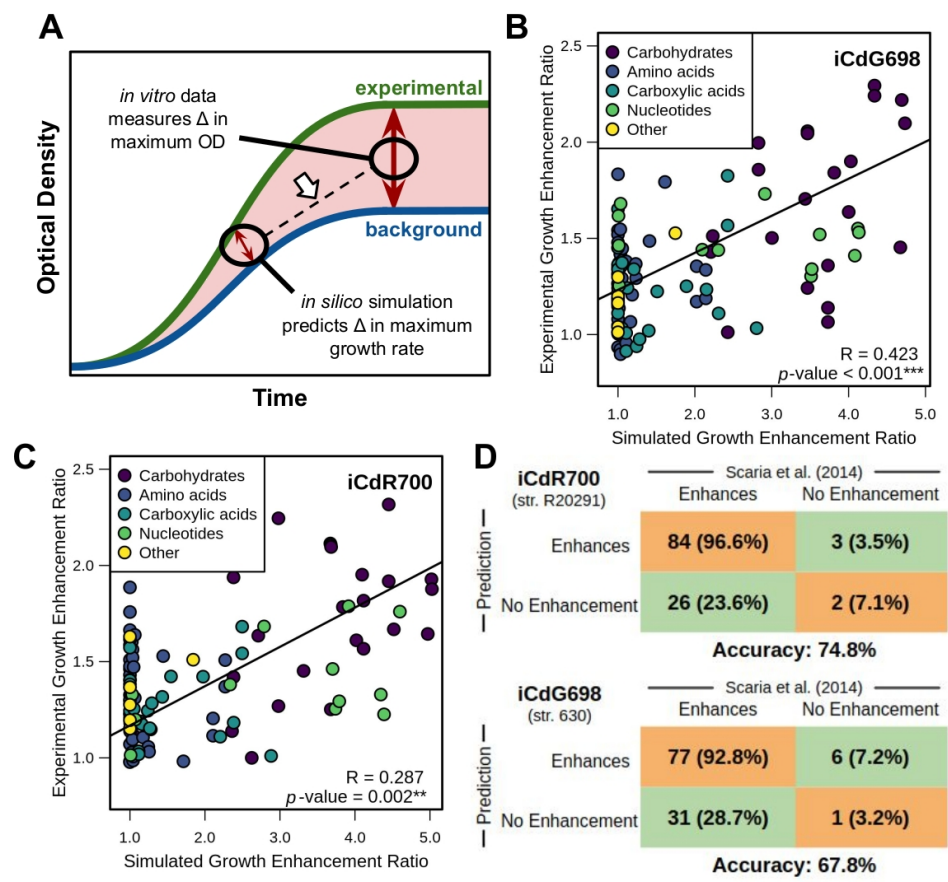 A
in vitro data
measures Δ in
maximum OD
experimental
background
in silico simulation
predicts Δ in maximum
growth rate
Optical Density
Time
B
iCdG698
Carbohydrates
Amino acids
Carboxylic acids
Nucleotides
Other
2.5
2.0
1.5
1.0
Experimental Growth Enhancement Ratio
R = 0.423
p-value < 0.001***
1.0 2.0 3.0 4.0 5.0
Simulated Growth Enhancement Ratio
C
iCdR700
Carbohydrates
Amino acids
Carboxylic acids
Nucleotides
Other
2.5
2.0
1.5
1.0
Experimental Growth Enhancement Ratio
R = 0.287
p-value = 0.002**
1.0 2.0 3.0 4.0 5.0
Simulated Growth Enhancement Ratio
D
iCdR700
(str. R20291)
Scaria et al. (2014)
Enhances No Enhancement
Prediction
Enhances 84 (96.6%) 3 (3.5%)
No Enhancement 26 (23.6%) 2 (7.1%)
Accuracy: 74.8%
iCdG698
(str. 630)
Scaria et al. (2014)
Enhances No Enhancement
Prediction
Enhances 77 (92.8%) 6 (7.2%)
No Enhancement 31 (28.7%) 1 (3.2%)
Accuracy: 67.8%